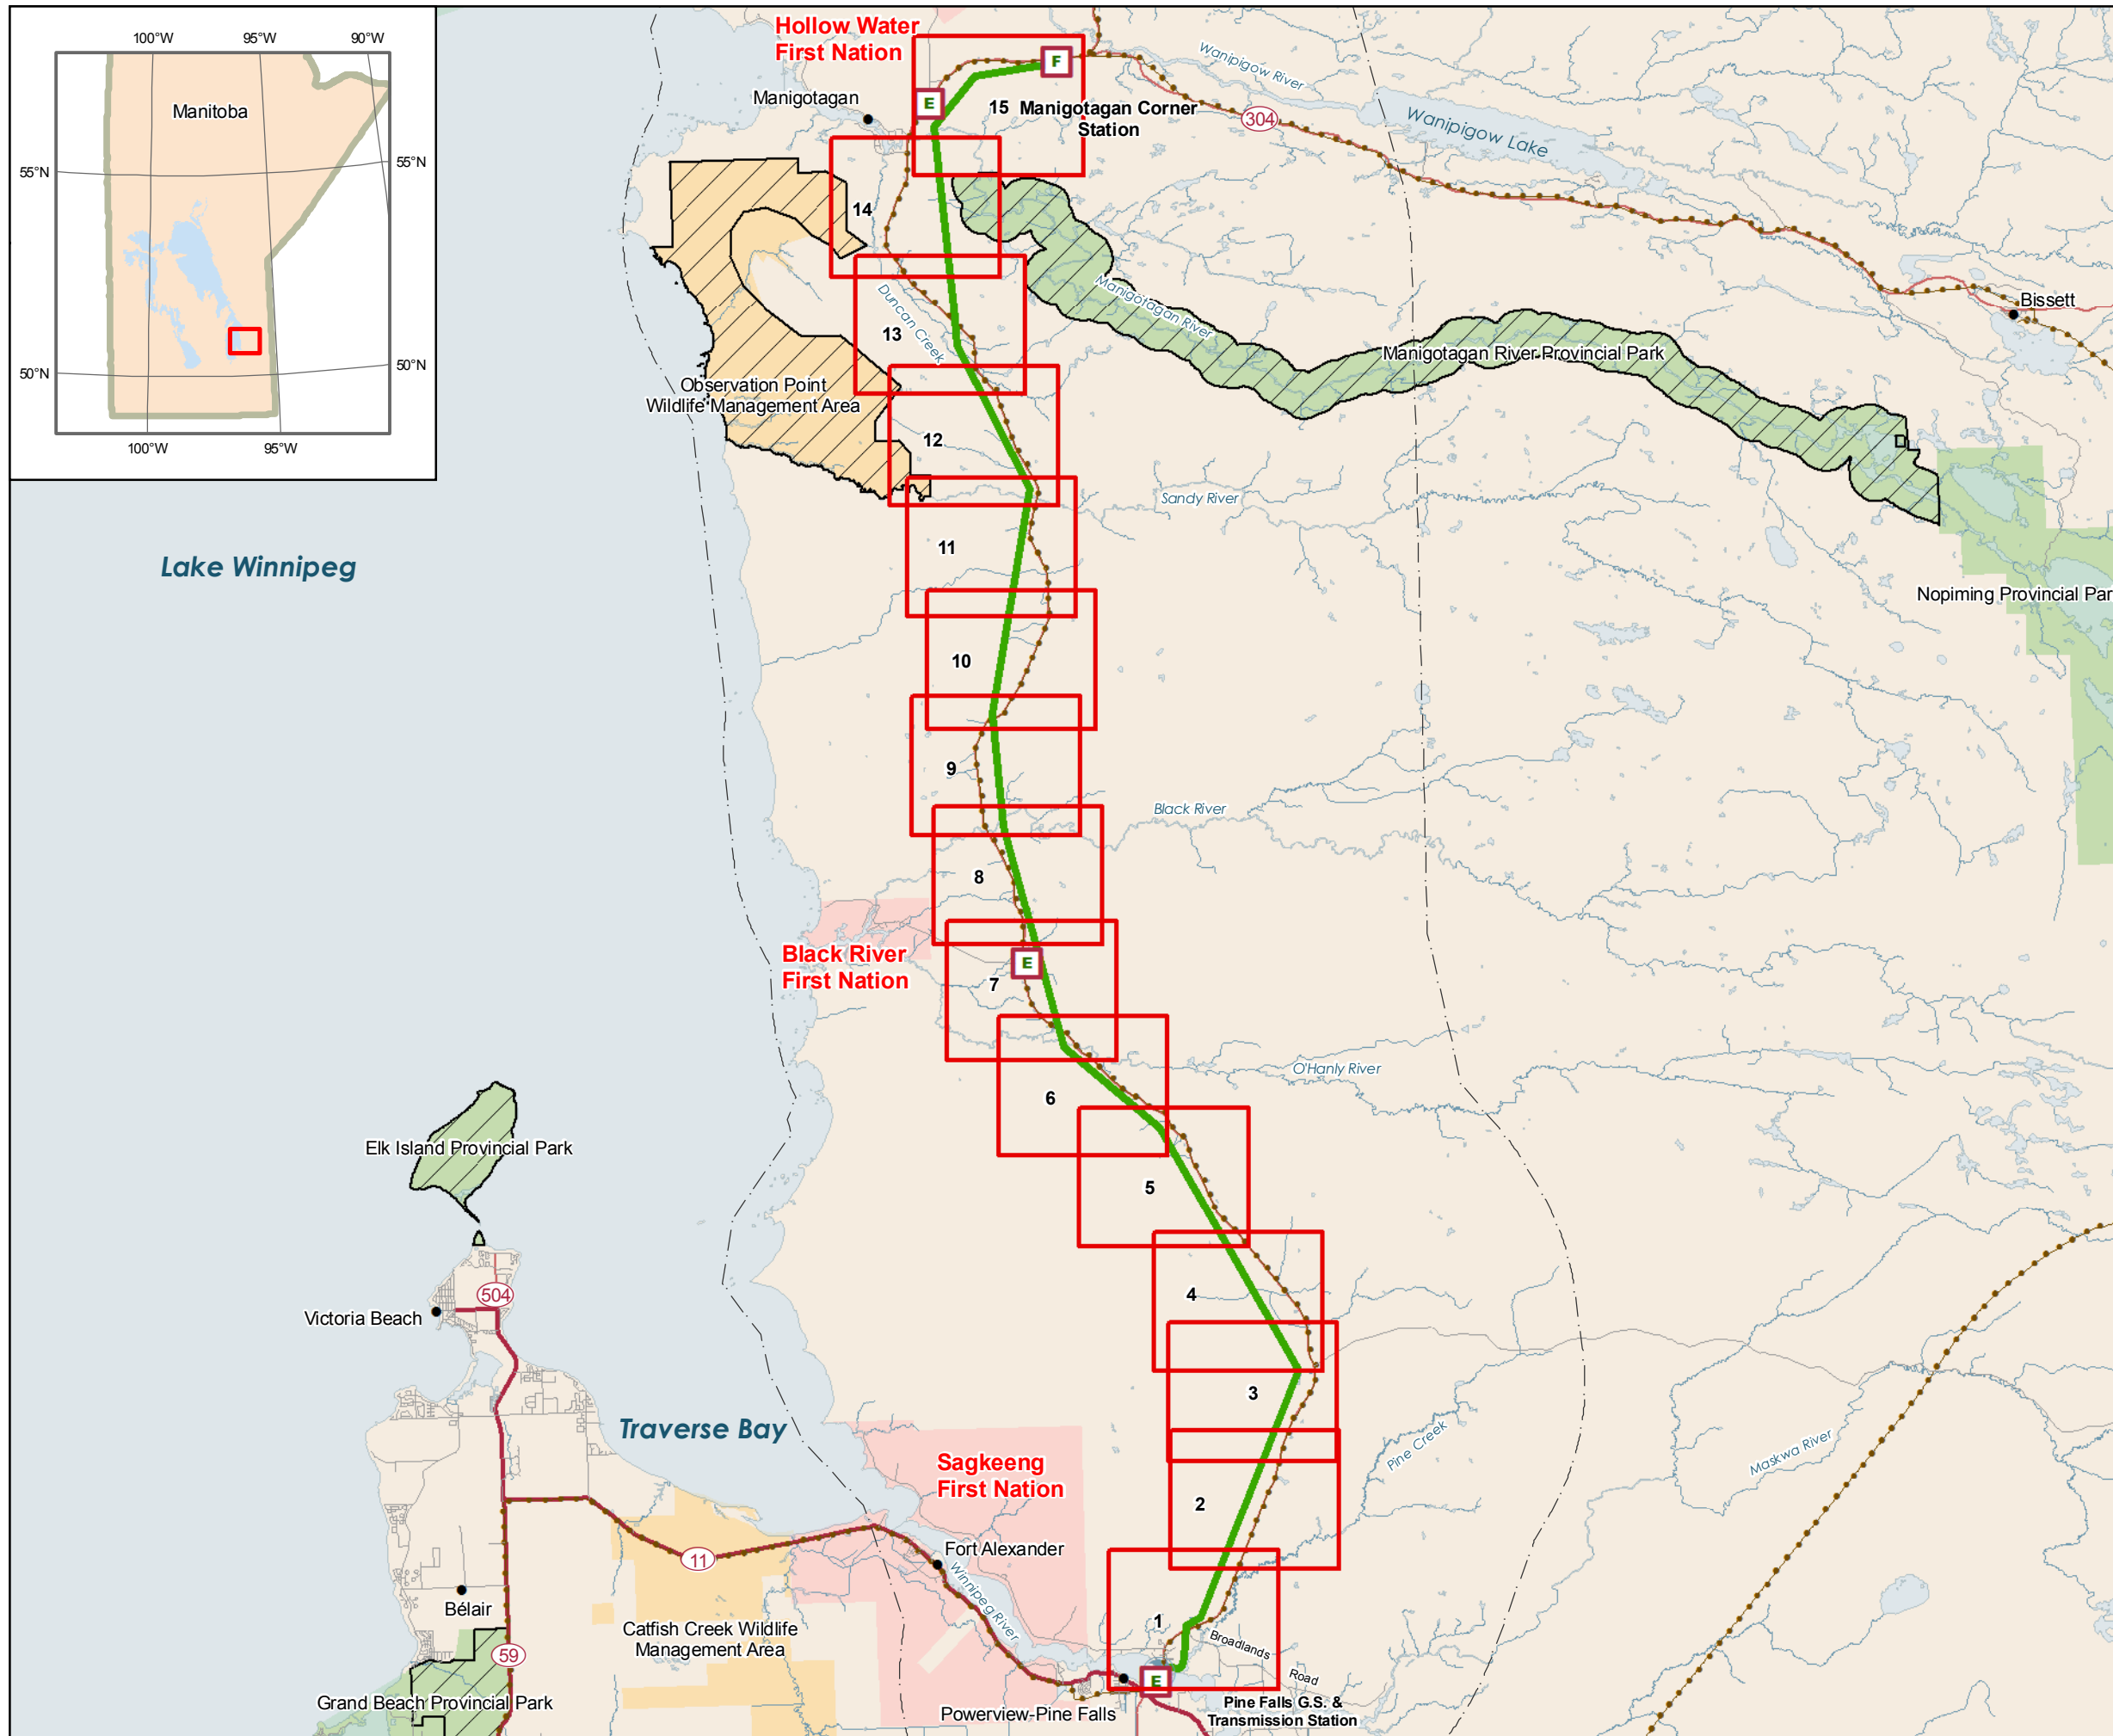 100°W
95°W
90°W
Manitoba
55°N
55°N
50°N
50°N
100°W
95°W
Hollow Water
First Nation
F
Manigotagan
E
15
Manigotagan Corner
Station
Wanipigow River
304
Wanipigow Lake
14
Bissett
Manigotagan River
Duncan Creek
13
Manigotagan River Provincial Park
Observation Point
Wildlife Management Area
12
Sandy River
11
Lake Winnipeg
Nopiming Provincial Par
10
9
Black River
8
Black River
First Nation
E
7
O'Hanly River
6
Elk Island Provincial Park
5
504
4
Victoria Beach
3
Traverse Bay
Pine Creek
Maskwa River
Sagkeeng
First Nation
2
11
Fort Alexander
Winnipeg River
Bélair
1
Catfish Creek Wildlife
Management Area
Broadlands
Road
59
E
Grand Beach Provincial Park
Powerview-Pine Falls
Pine Falls G.S. &
Transmission Station